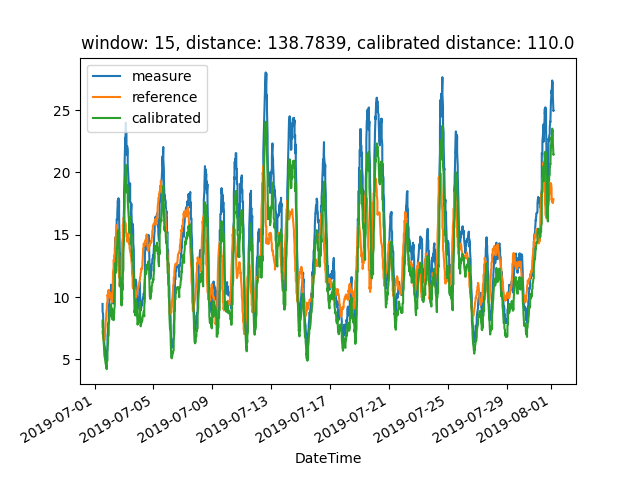 window: 15, distance: 138.7839, calibrated distance: 110.0
measure
reference
calibrated
25
20
15
10
5
2019-07-01
2019-07-05
2019-07-09
2019-07-13
2019-07-17
2019-07-21
2019-07-25
2019-07-29
2019-08-01
DateTime